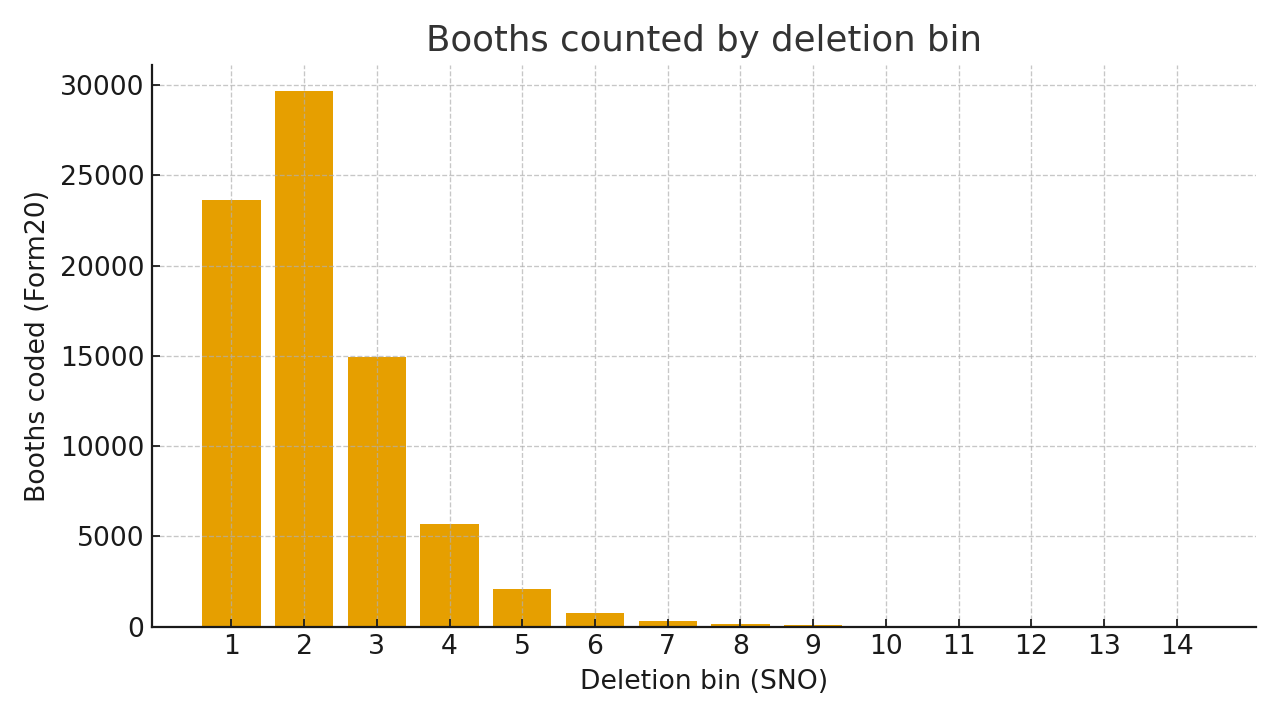 Booths counted by deletion bin
Booths coded (Form20)
30000
25000
20000
15000
10000
5000
0
1 2 3 4 5 6 7 8 9 10 11 12 13 14
Deletion bin (SNO)